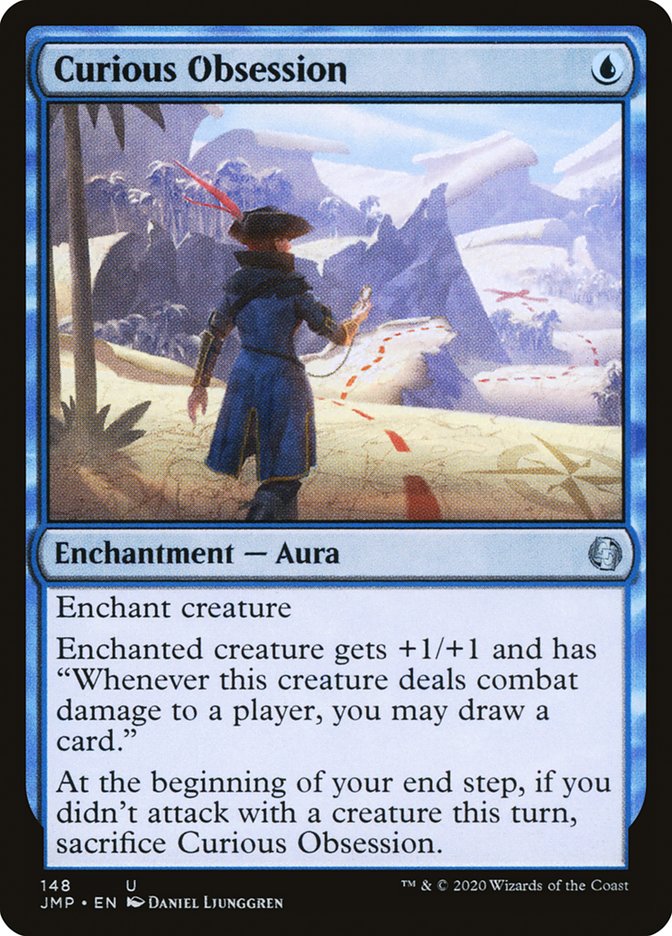 Curious Obsession
Enchantment — Aura
Enchant creature
Enchanted creature gets +1/+1 and has
“Whenever this creature deals combat
damage to a player, you may draw a
card.”
At the beginning of your end step, if you
didn’t attack with a creature this turn,
sacrifice Curious Obsession.
148 U
JMP • EN Daniel Ljunggren
™ & © 2020 Wizards of the Coast